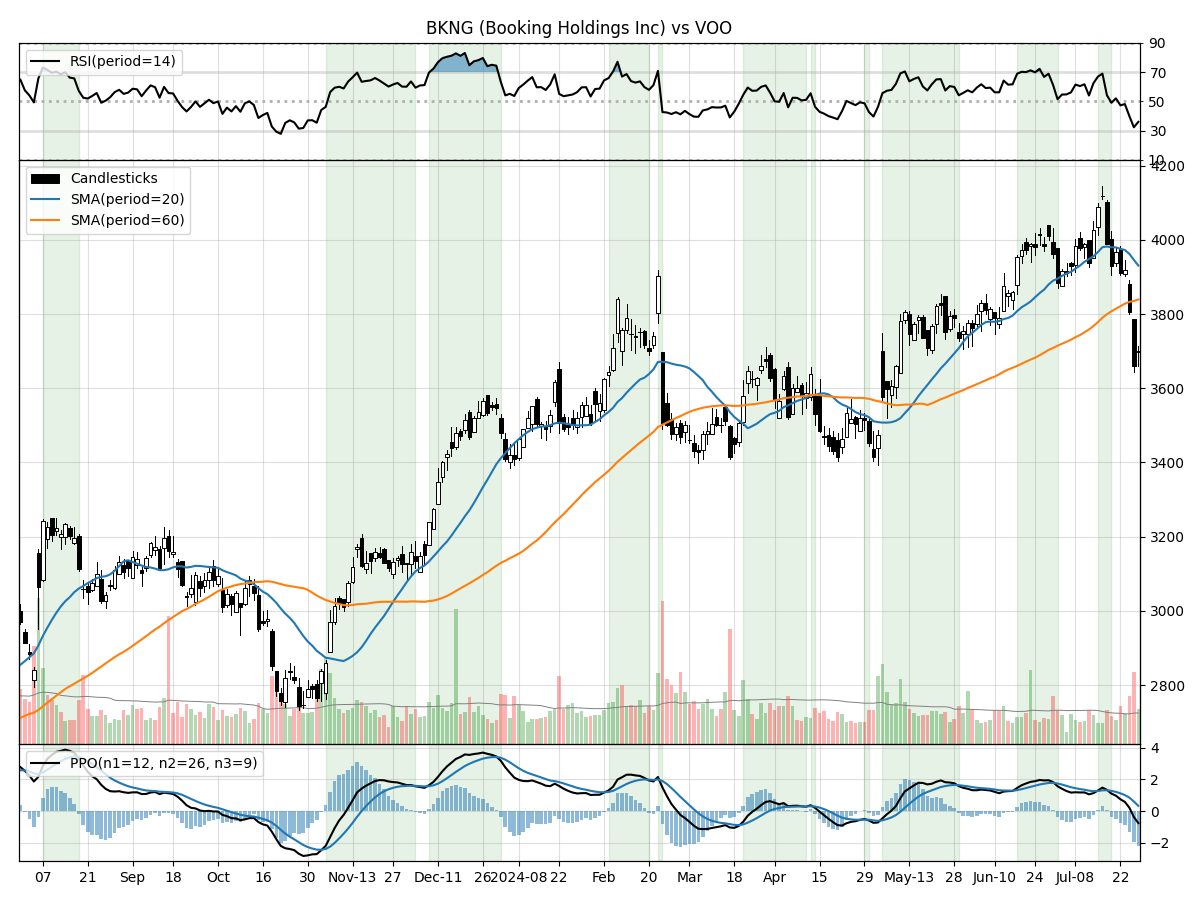 BKNG (Booking Holdings Inc) vs VOO
RSI(period=14)
90
70
50
30
10
Candlesticks
SMA(period=20)
SMA(period=60)
4200
4000
3800
3600
3400
3200
3000
2800
PPO(n1=12, n2=26, n3=9)
4
2
0
−2
07 21 Sep 18 Oct 16 30 Nov-13 27 Dec-11 26 2024-08 22 Feb 20 Mar 18 Apr 15 29 May-13 28 Jun-10 24 Jul-08 22